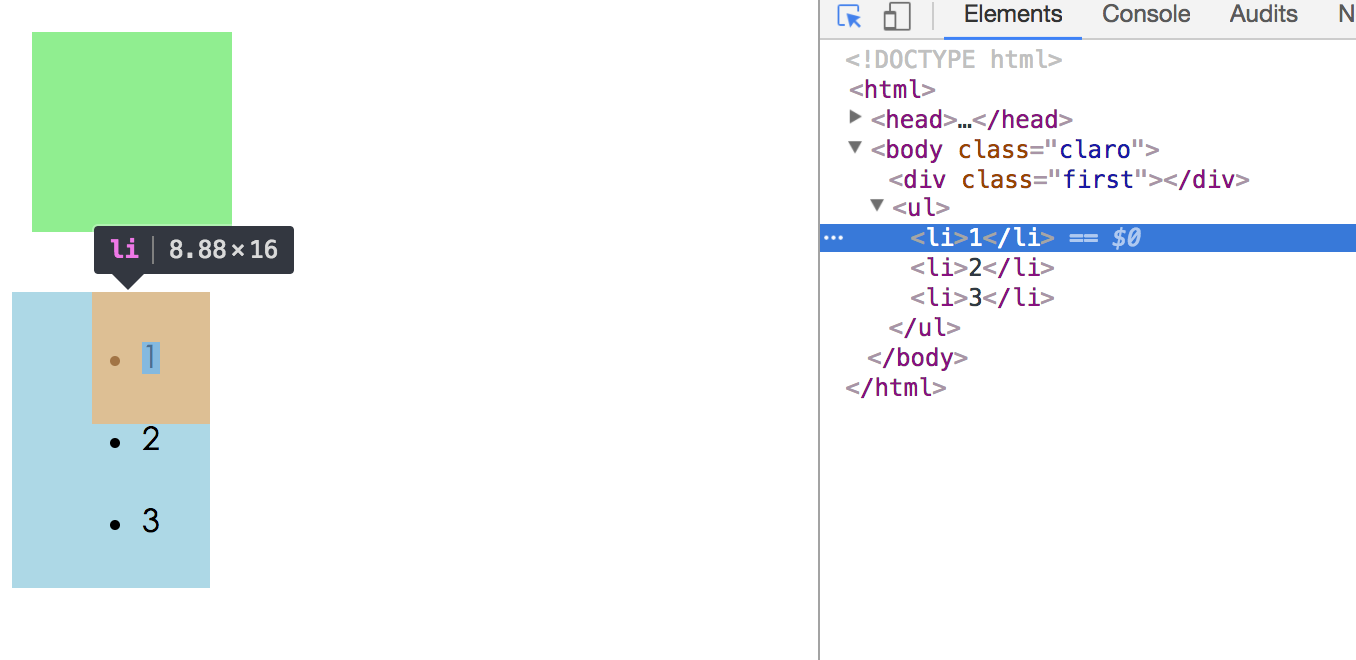 li 8.88×16
• 1
• 2
• 3
Elements Console Audits N
<!DOCTYPE html>
<html>
▶ <head>…</head>
▼ <body class="claro">
<div class="first"></div>
▼ <ul>
••• <li>1</li> == $0
<li>2</li>
<li>3</li>
</ul>
</body>
</html>